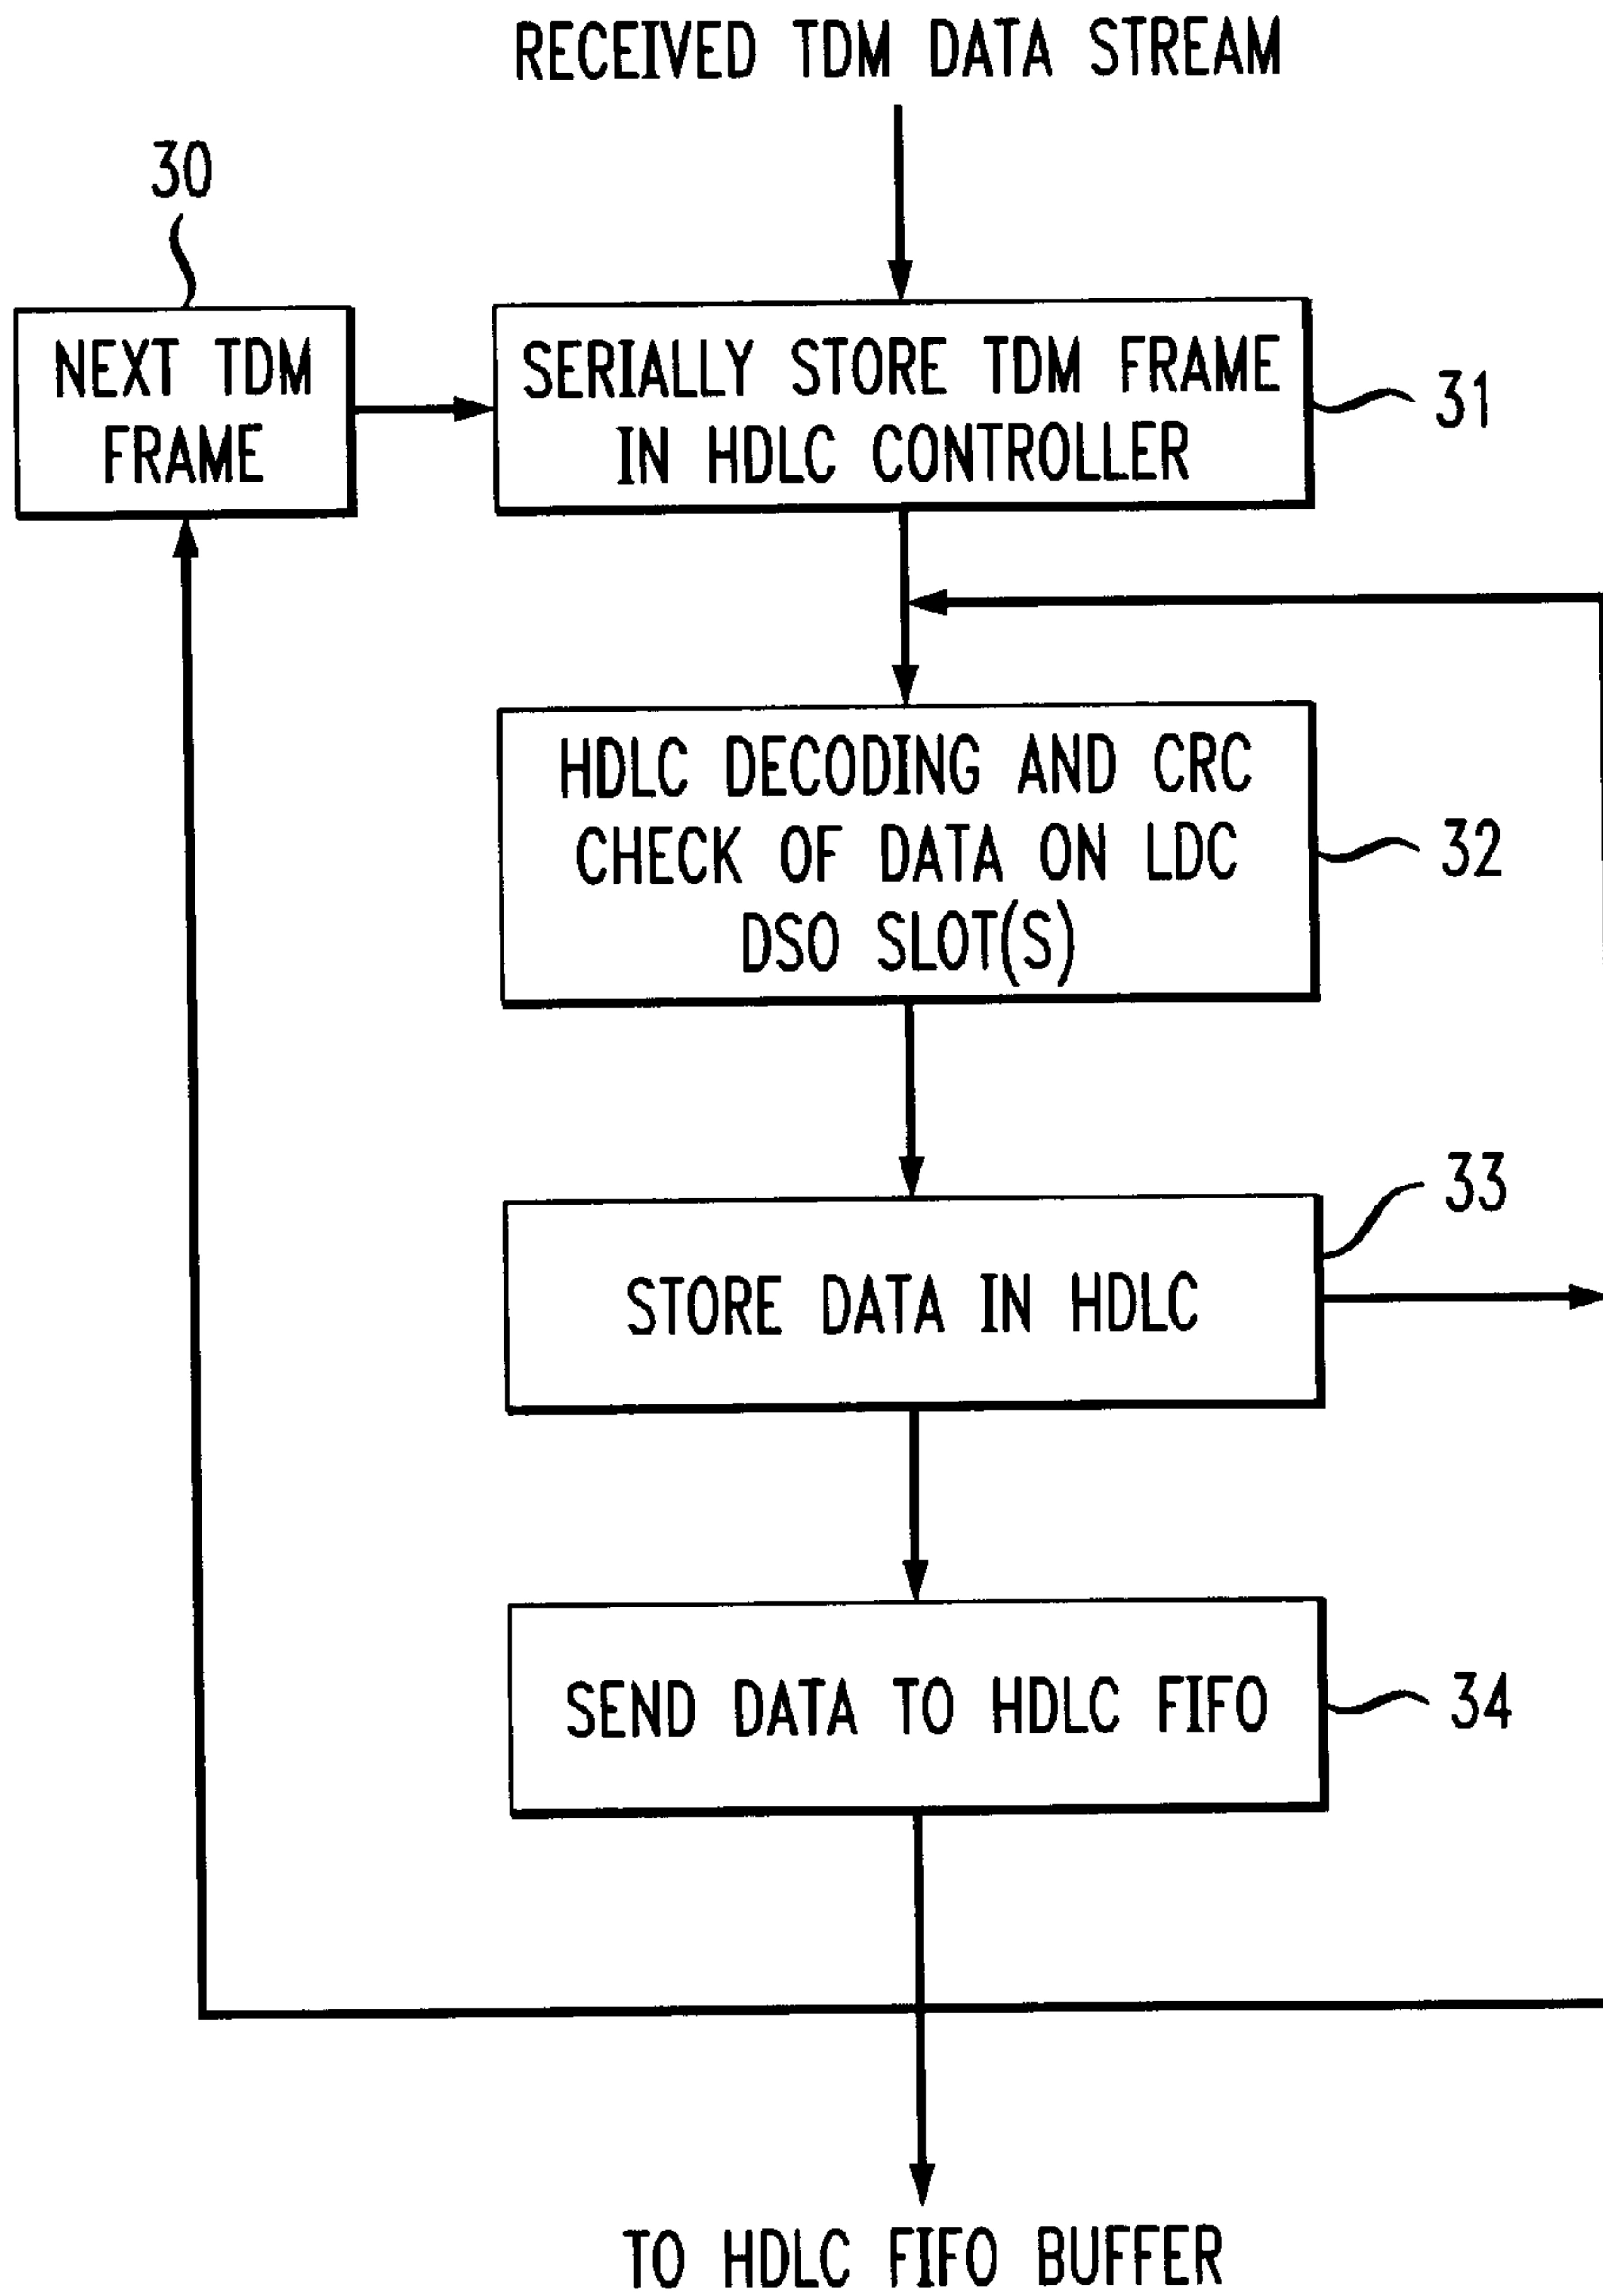 RECEIVED TDM DATA STREAM
30
NEXT TDM
FRAME
SERIALLY STORE TDM FRAME
IN HDLC CONTROLLER
31
HDLC DECODING AND CRC
CHECK OF DATA ON LDC
DSO SLOT(S)
32
33
STORE DATA IN HDLC
SEND DATA TO HDLC FIFO
34
TO HDLC FIFO BUFFER